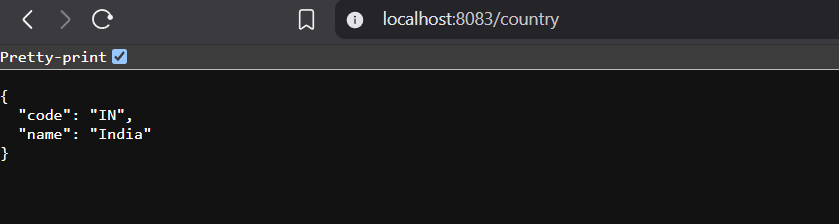 localhost:8083/country
Pretty-print
{
  "code": "IN",
  "name": "India"
}